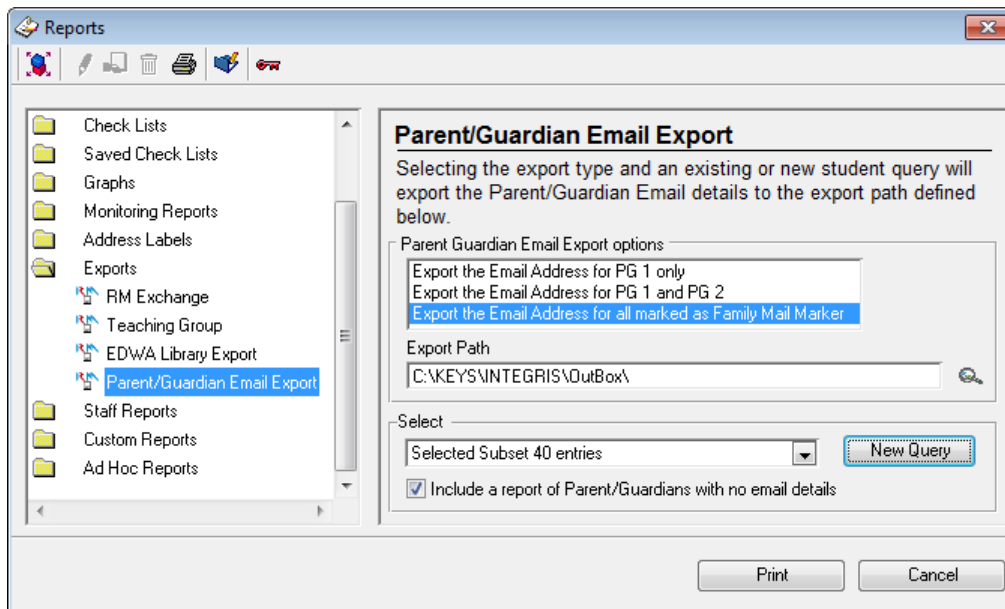 Reports
Check Lists
Saved Check Lists
Graphs
Monitoring Reports
Address Labels
Exports
RM Exchange
Teaching Group
EDWA Library Export
Parent/Guardian Email Export
Staff Reports
Custom Reports
Ad Hoc Reports
Parent/Guardian Email Export
Selecting the export type and an existing or new student query will
export the Parent/Guardian Email details to the export path defined
below.
Parent Guardian Email Export options
Export the Email Address for PG 1 only
Export the Email Address for PG 1 and PG 2
Export the Email Address for all marked as Family Mail Marker
Export Path
C:\KEYS\INTEGRIS\OutBox\
Select
Selected Subset 40 entries
New Query
Include a report of Parent/Guardians with no email details
Print
Cancel